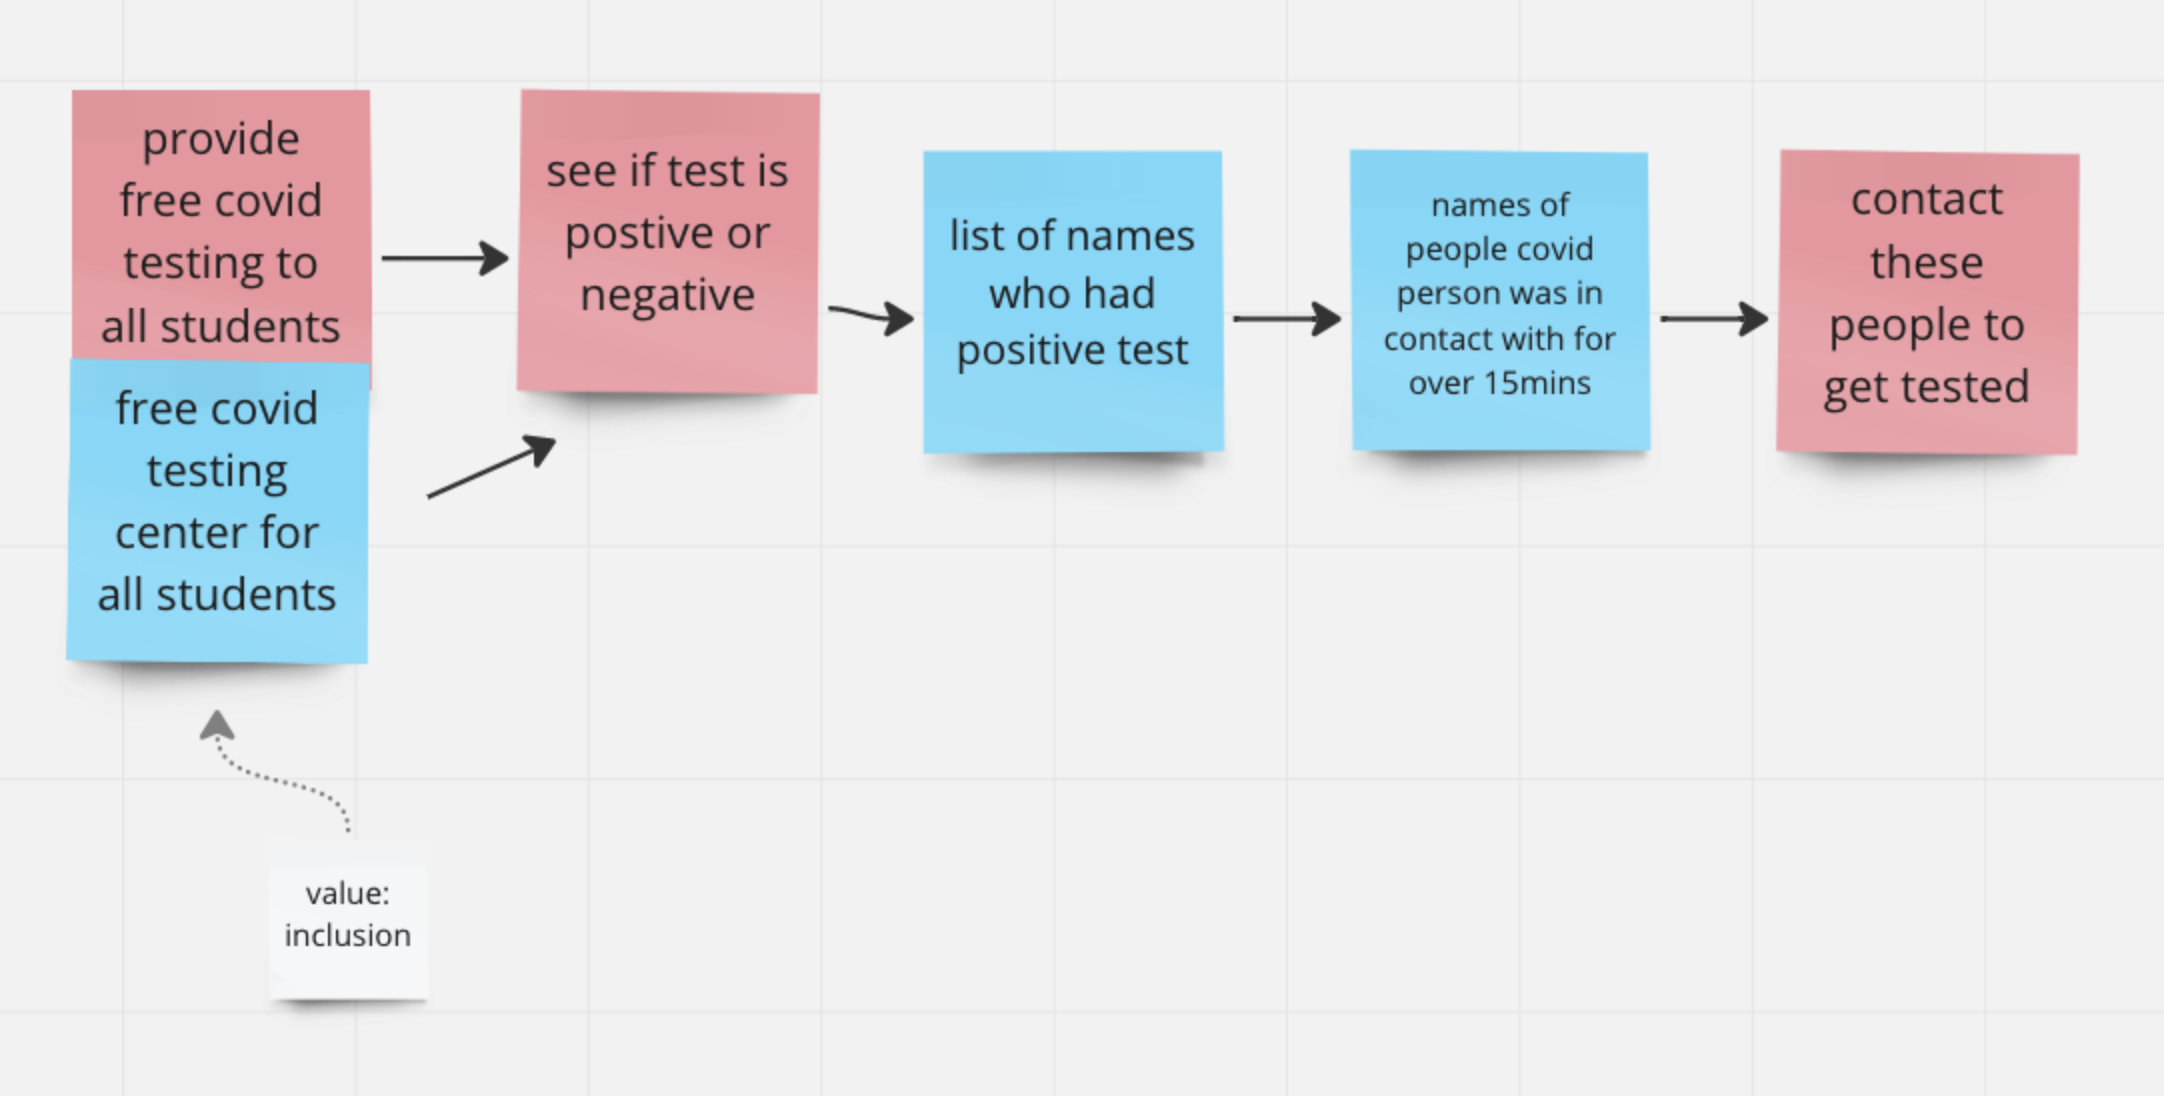 provide
free covid
testing to
all students
free covid
testing
center for
all students
see if test is
postive or
negative
list of names
who had
positive test
names of
people covid
person was in
contact with for
over 15mins
contact
these
people to
get tested
value:
inclusion